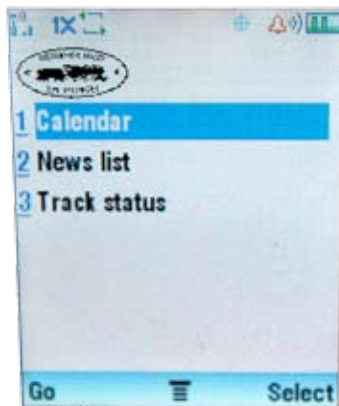 1X
1 Calendar
2 News list
3 Track status
Go Select